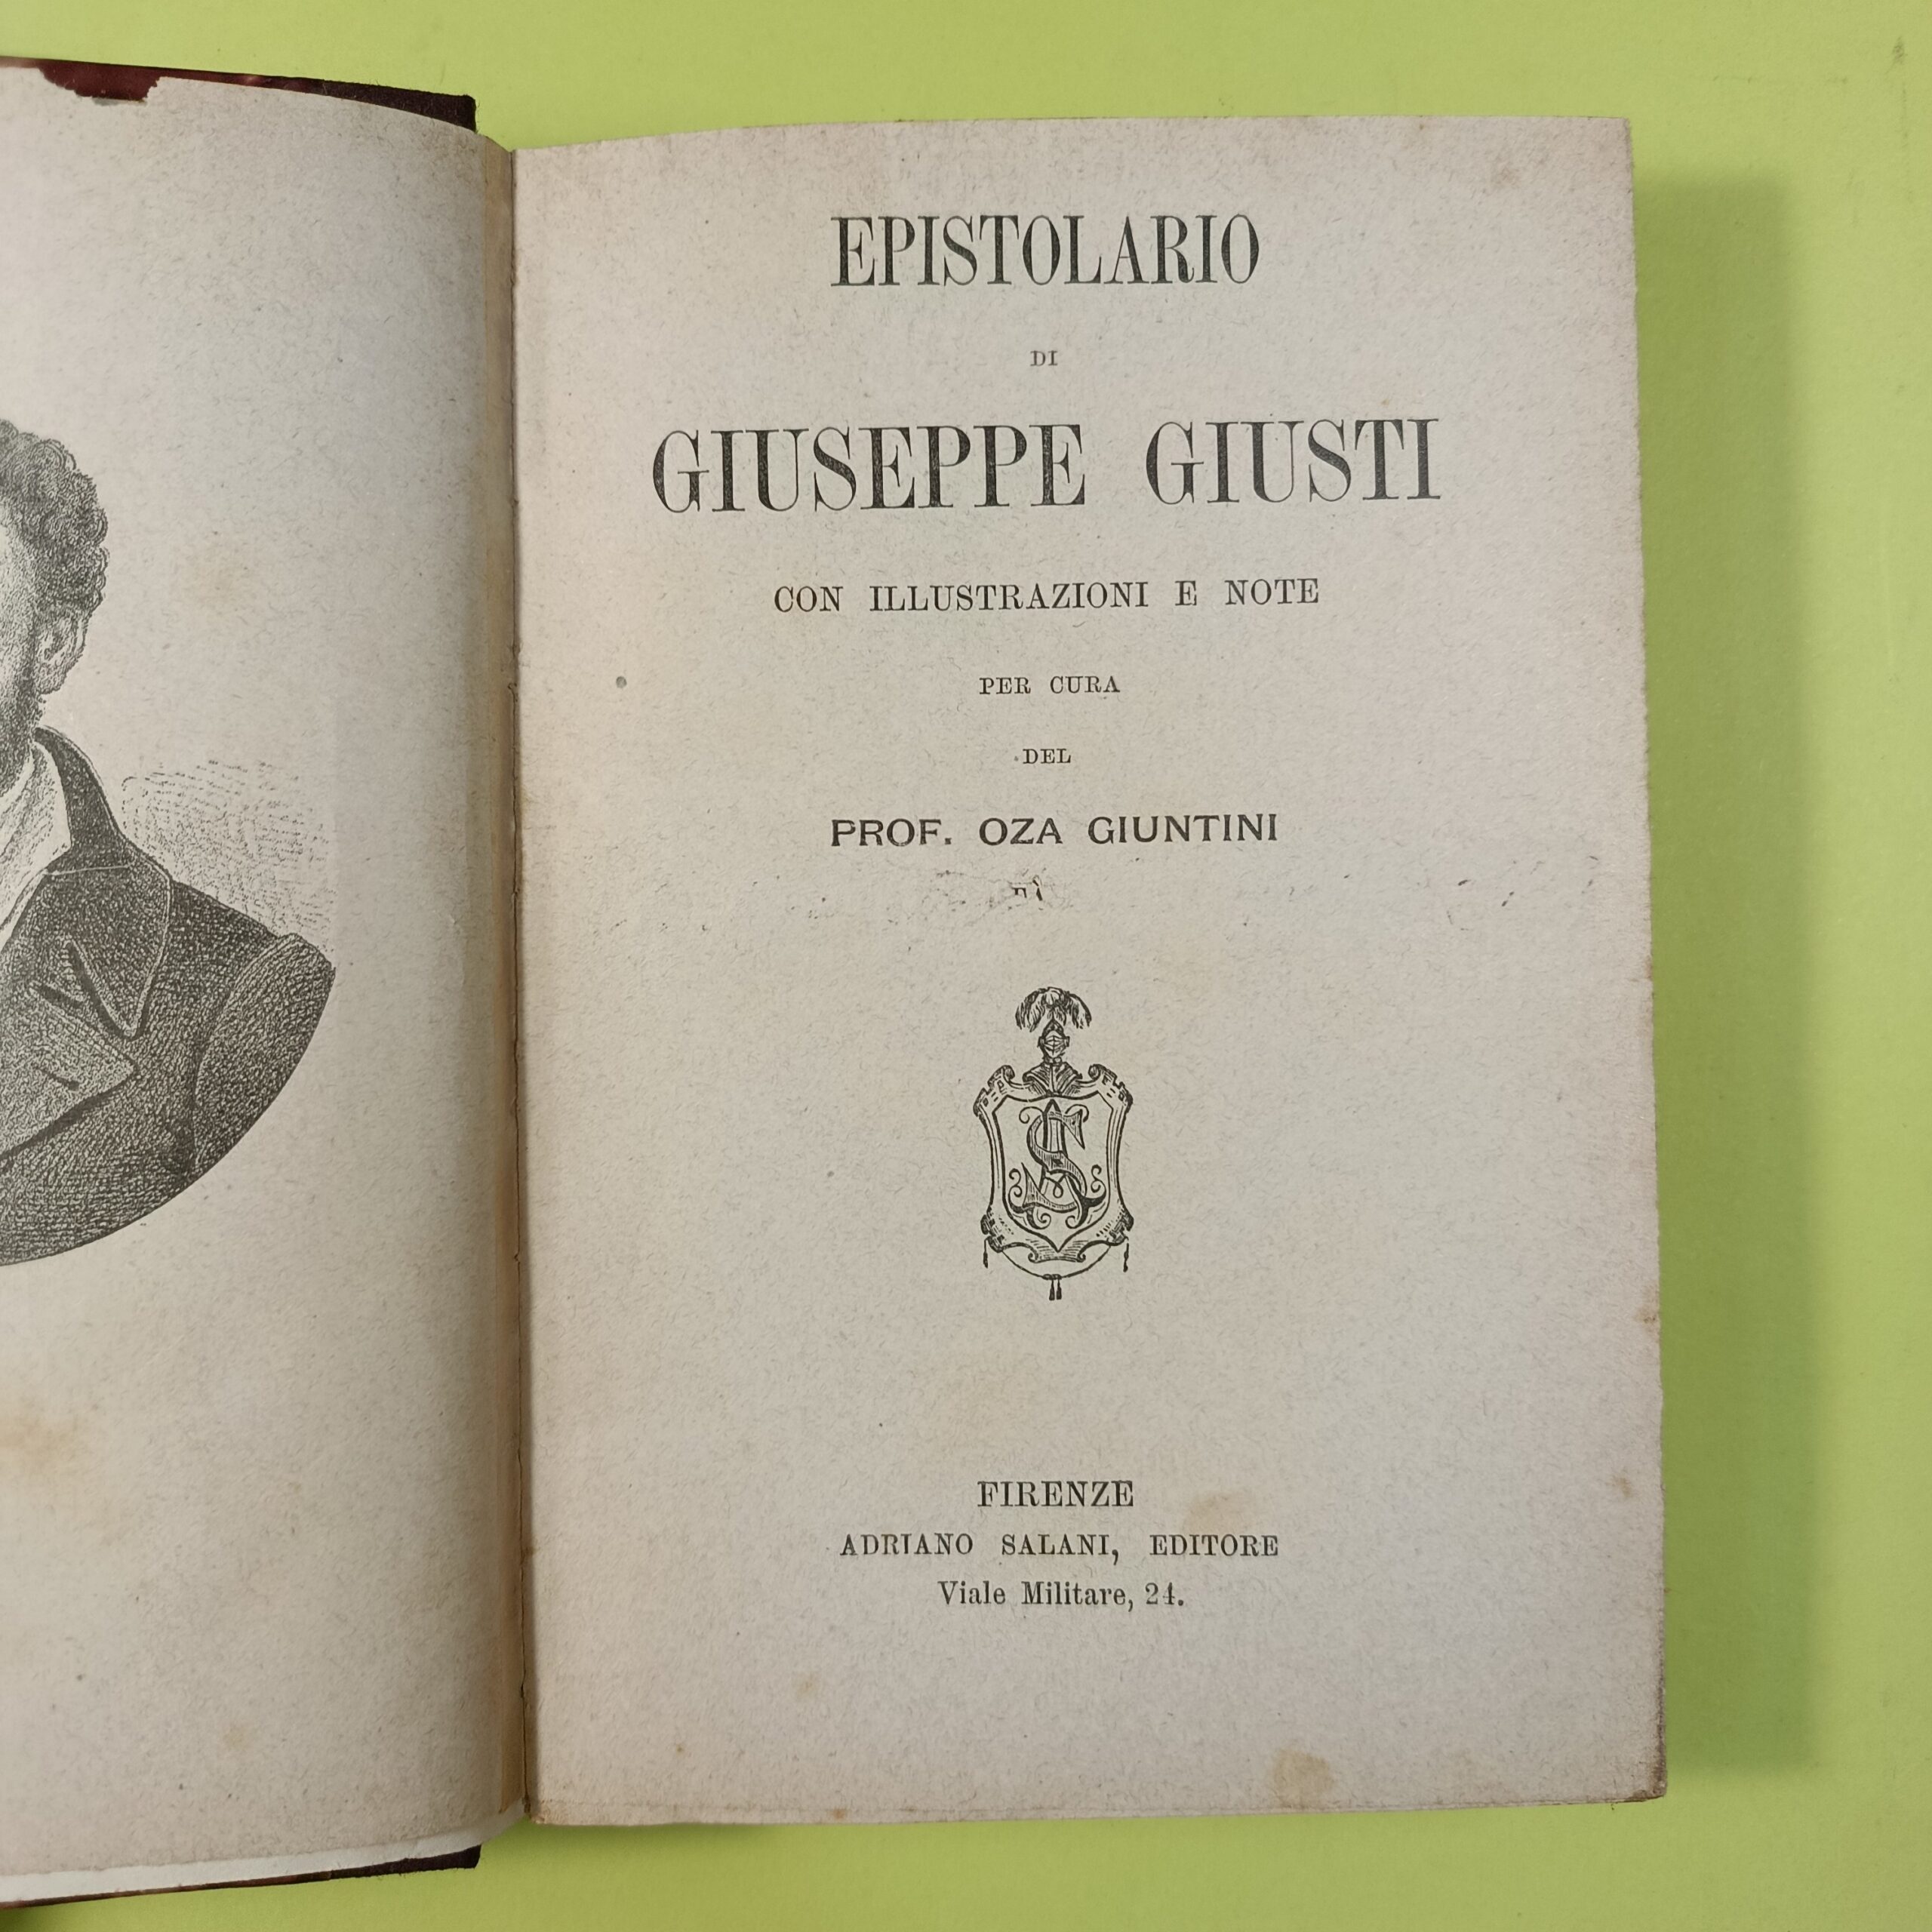 EPISTOLARIO
DI
GIUSEPPE GIUSTI
CON ILLUSTRAZIONI E NOTE
PER CURA
DEL
PROF. OZA GIUNTINI
FIRENZE
ADRIANO SALANI, EDITORE
Viale Militare, 24.